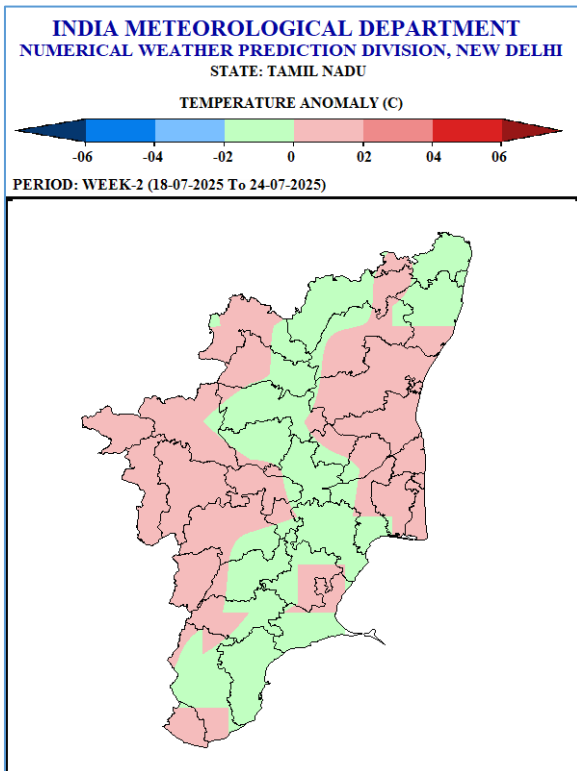 INDIA METEOROLOGICAL DEPARTMENT
NUMERICAL WEATHER PREDICTION DIVISION, NEW DELHI
STATE: TAMIL NADU
TEMPERATURE ANOMALY (C)
-06 -04 -02 0 02 04 06
PERIOD: WEEK-2 (18-07-2025 To 24-07-2025)